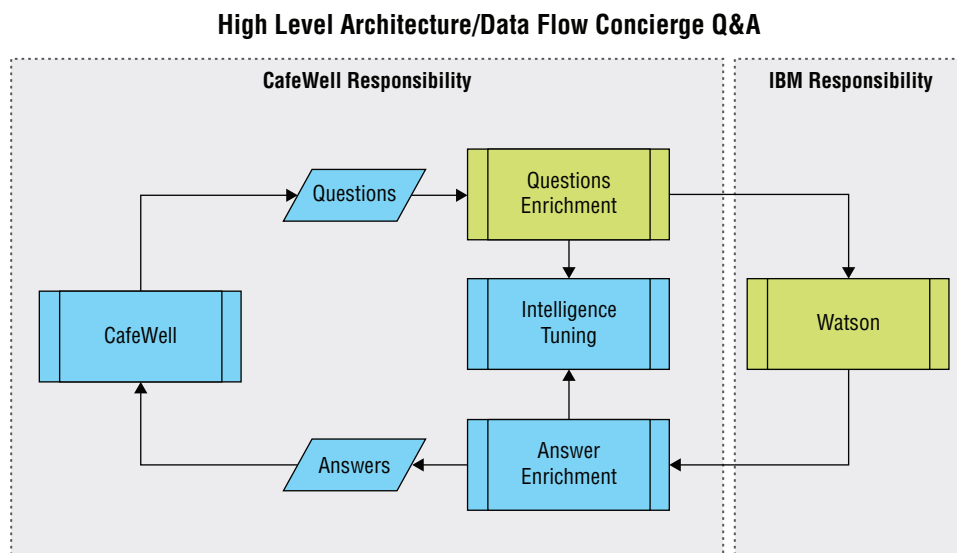 High Level Architecture/Data Flow Concierge Q&A
CafeWell Responsibility
IBM Responsibility
Questions
Questions
Enrichment
CafeWell
Intelligence
Tuning
Watson
Answers
Answer
Enrichment